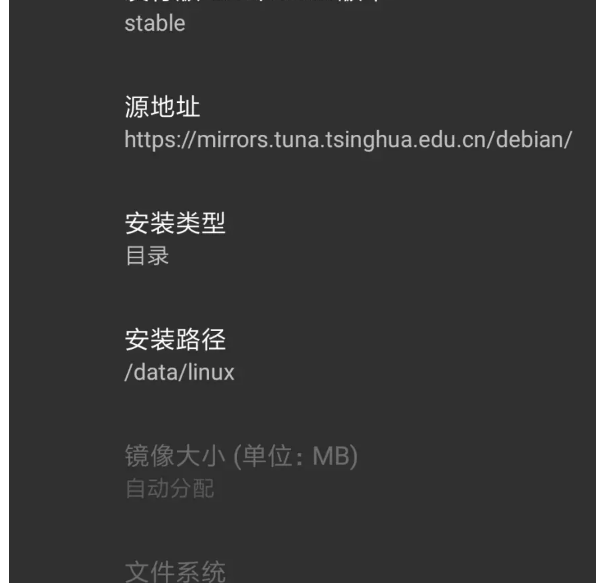 stable
源地址
https://mirrors.tuna.tsinghua.edu.cn/debian/
安装类型
目录
安装路径
/data/linux
镜像大小 (单位：MB)
自动分配
文件系统